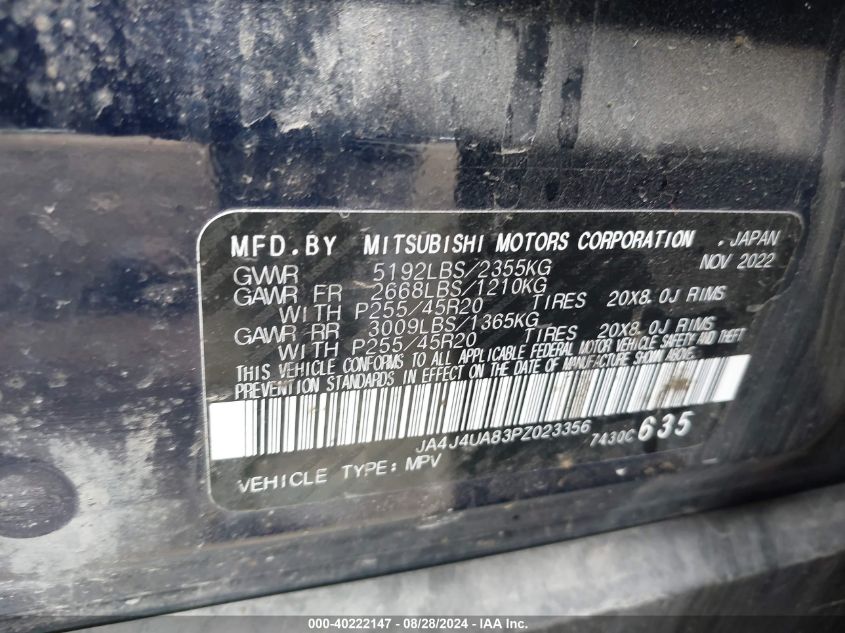 MFD. BY MITSUBISHI MOTORS CORPORATION . JAPAN
NOV 2022
GVWR 5192LBS/2355KG
GAWR FR 2668LBS/1210KG
WITH P255/45R20 TIRES 20X8.0J RIMS
GAWR RR 3009LBS/1365KG
WITH P255/45R20 TIRES 20X8.0J RIMS
THIS VEHICLE CONFORMS TO ALL APPLICABLE FEDERAL MOTOR VEHICLE SAFETY AND THEFT
PREVENTION STANDARDS IN EFFECT ON THE DATE OF MANUFACTURE SHOWN ABOVE.
JA4J4UA83PZ023356 7430C 635
VEHICLE TYPE: MPV
000-40222147 | 08/28/2024 | IAA Inc.